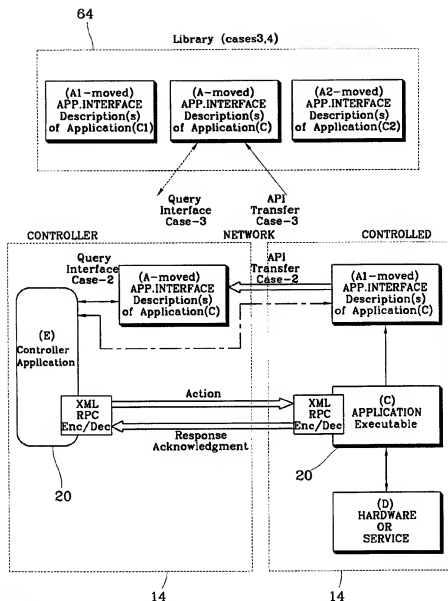 64
Library (cases3,4)
(A1-moved)
APP.INTERFACE
Description(s)
of Application(C1)
(A-moved)
APP.INTERFACE
Description(s)
of Application(C)
(A2-moved)
APP.INTERFACE
Description(s)
of Application(C2)
Query
Interface
Case-3
API
Transfer
Case-3
CONTROLLER
NETWORK
CONTROLLED
Query
Interface
Case-2
(A-moved)
APP.INTERFACE
Description(s)
of Application(C)
API
Transfer
Case-2
(A1-moved)
APP.INTERFACE
Description(s)
of Application(C)
(E)
Controller
Application
XML
RPC
Enc/Dec
Action
Response
Acknowledgment
XML
RPC
Enc/Dec
(C)
APPLICATION
Executable
20
20
(D)
HARDWARE
OR
SERVICE
14
14